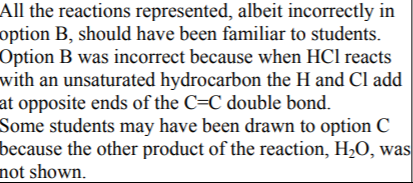 All the reactions represented, albeit incorrectly in
option B, should have been familiar to students.
Option B was incorrect because when HCl reacts
with an unsaturated hydrocarbon the H and Cl add
at opposite ends of the C=C double bond.
Some students may have been drawn to option C
because the other product of the reaction, H₂O, was
not shown.